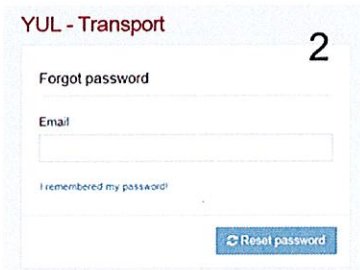 YUL - Transport
2
Forgot password
Email
I remembered my password!
Reset password